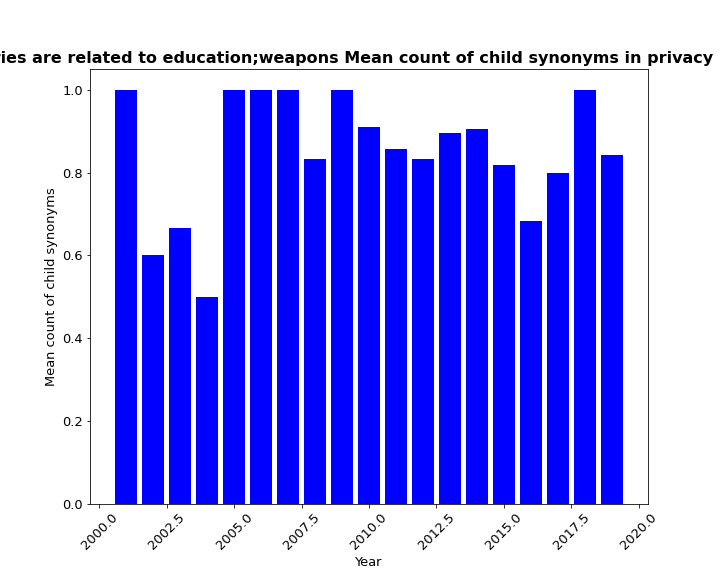 are related to education;weapons Mean count of child synonyms in privacy
Mean count of child synonyms
1.0
0.8
0.6
0.4
0.2
0.0
2000.0 2002.5 2005.0 2007.5 2010.0 2012.5 2015.0 2017.5 2020.0
Year